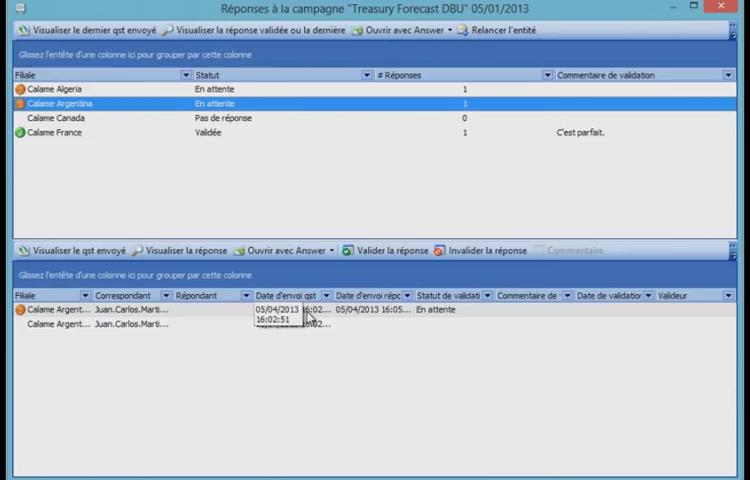 Réponses à la campagne "Treasury Forecast DBU" 05/01/2013
Visualiser le dernier qst envoyé Visualiser la réponse validée ou la dernière Ouvrir avec Answer Relancer l'entité
Glissez l'entête d'une colonne ici pour grouper par cette colonne
Filiale Statut # Réponses Commentaire de validation
Calame Algeria En attente 1
Calame Argentina En attente 1
Calame Canada Pas de réponse 0
Calame France Validée 1 C'est parfait.
Visualiser le qst envoyé Visualiser la réponse Ouvrir avec Answer Valider la réponse Invalider la réponse Commentaire
Glissez l'entête d'une colonne ici pour grouper par cette colonne
Filiale Correspondant Répondant Date d'envoi qst Date d'envoi répo Statut de validati Commentaire de Date de validation Valideur
Calame Argent... Juan.Carlos.Marti... 05/04/2013 16:02... 05/04/2013 16:05... En attente
16:02:51
Calame Argent... Juan.Carlos.Marti...